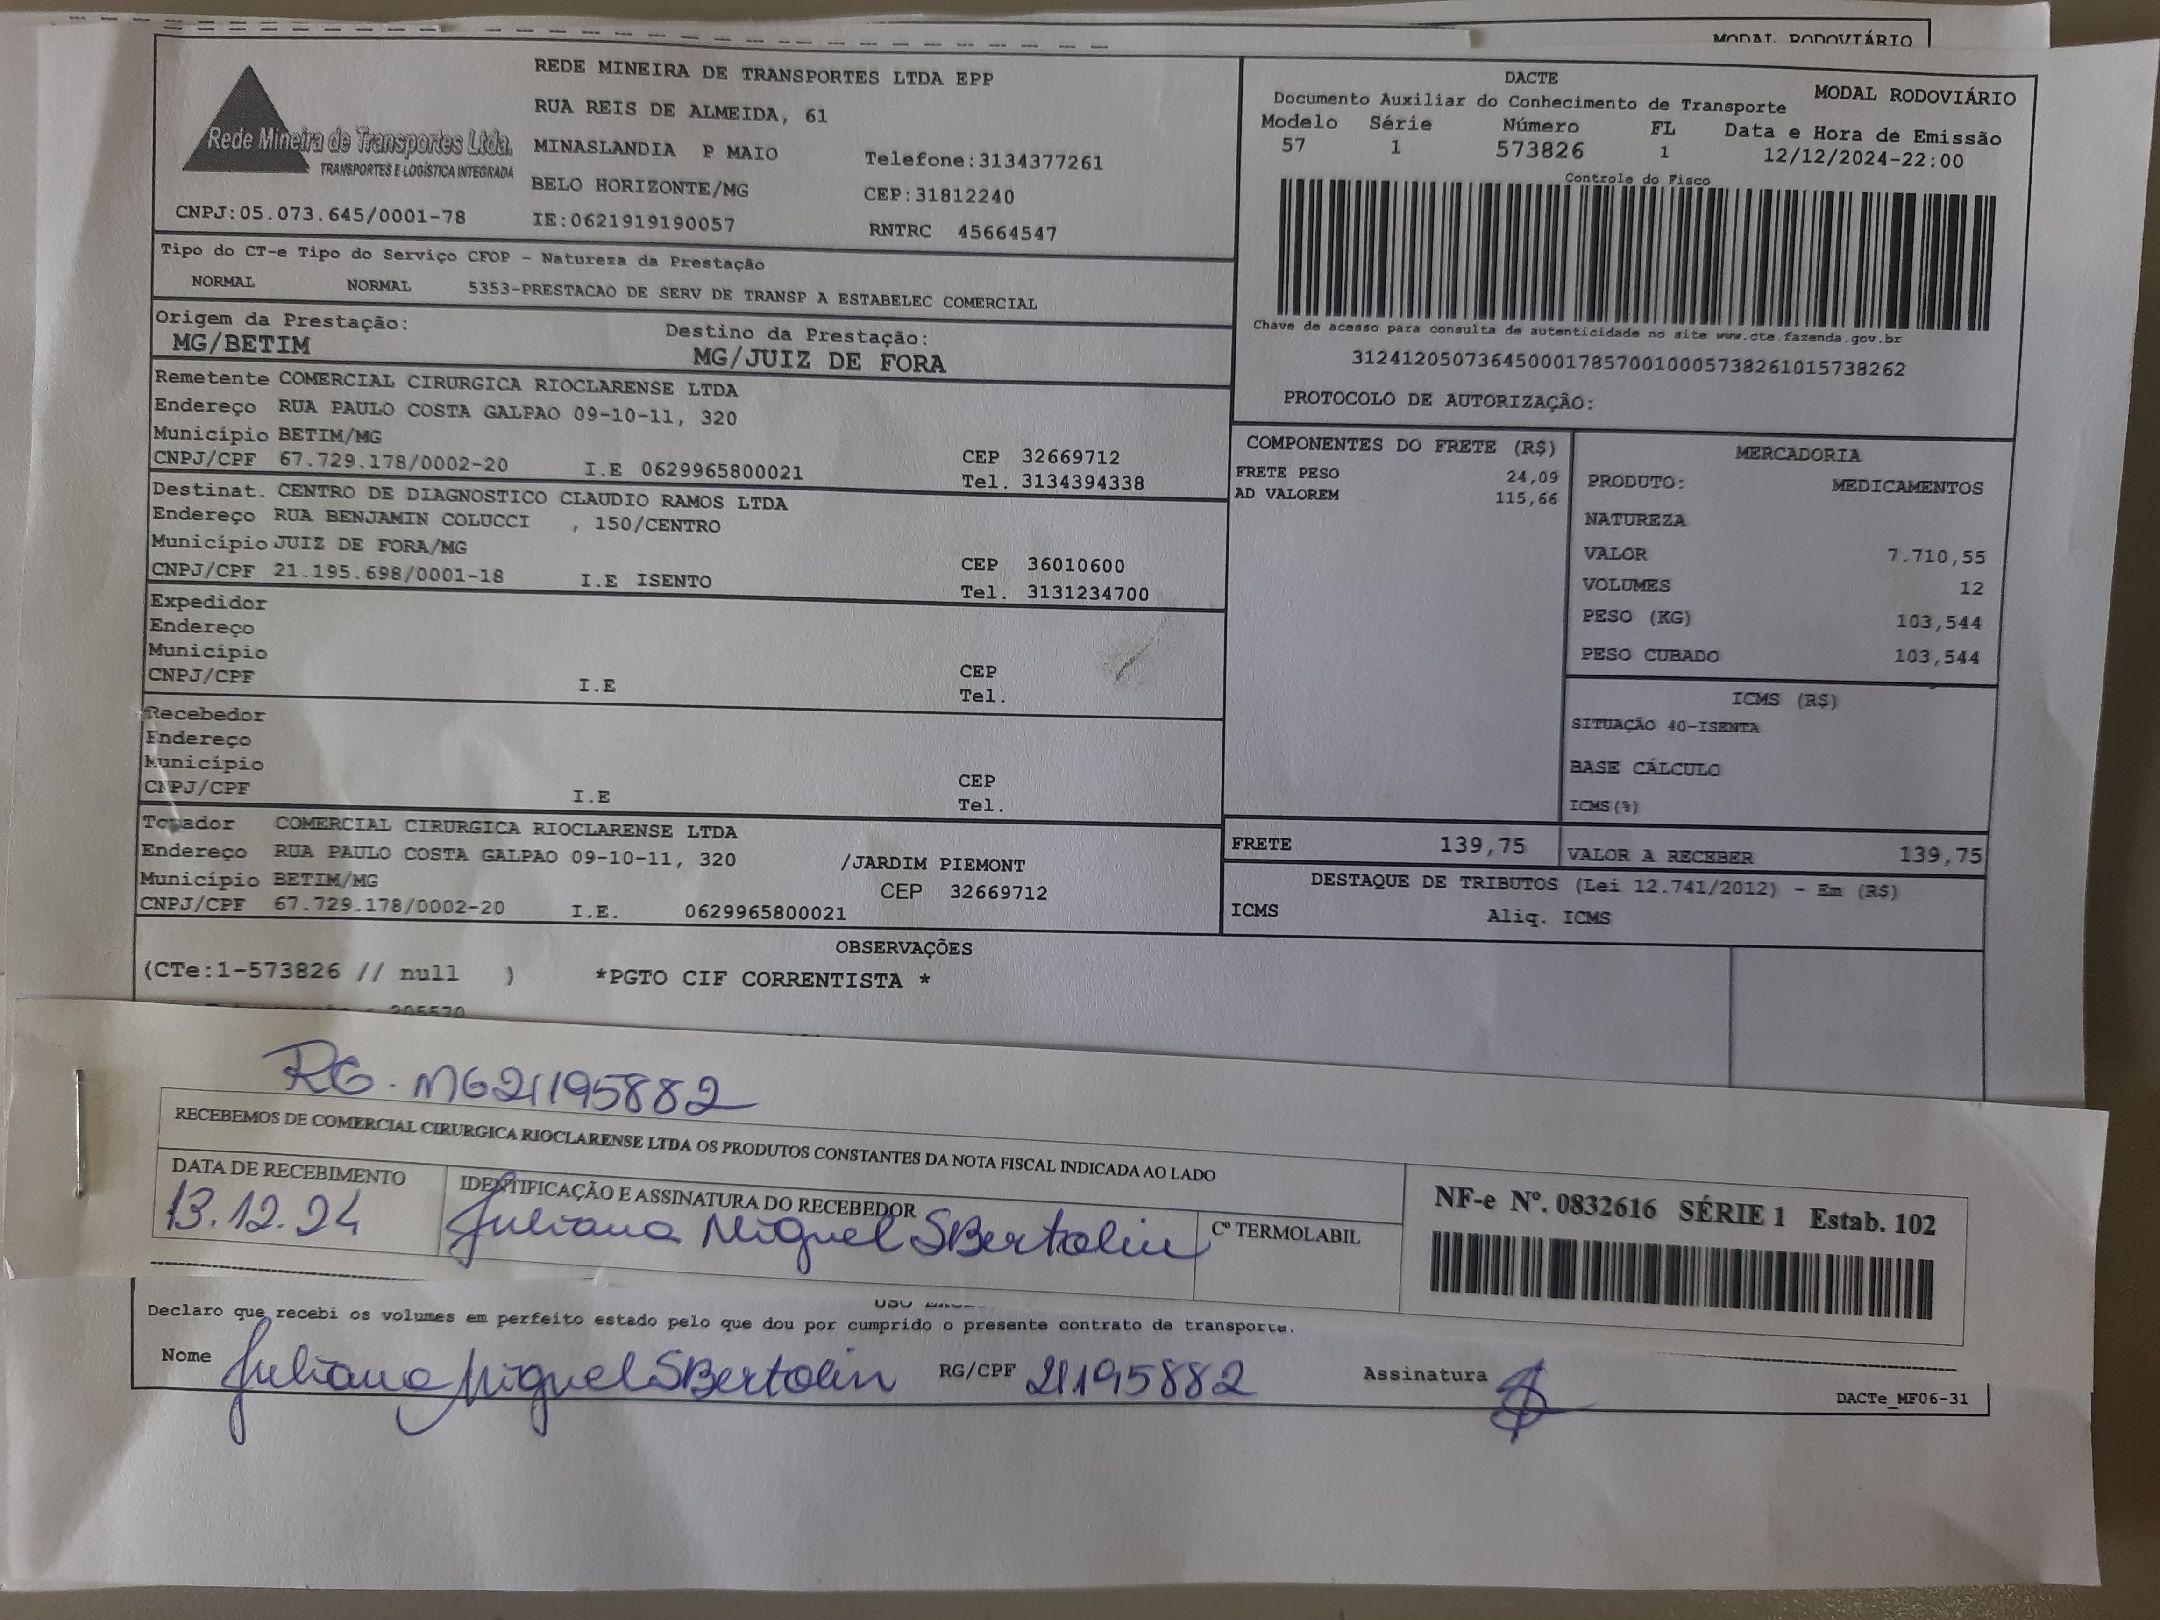 MODAL RODOVIÁRIO
Rede Mineira de Transportes Ltda.
TRANSPORTES E LOGÍSTICA INTEGRADA
CNPJ:05.073.645/0001-78
REDE MINEIRA DE TRANSPORTES LTDA EPP
RUA REIS DE ALMEIDA, 61
MINASLANDIA P MAIO Telefone:3134377261
BELO HORIZONTE/MG CEP:31812240
IE:0621919190057 RNTRC 45664547
DACTE
Documento Auxiliar do Conhecimento de Transporte MODAL RODOVIÁRIO
Modelo Série Número FL Data e Hora de Emissão
57 1 573826 1 12/12/2024-22:00
Controle do Fisco
Chave de acesso para consulta de autenticidade no site www.cte.fazenda.gov.br
31241205073645000178570010005738261015738262
PROTOCOLO DE AUTORIZAÇÃO:
Tipo do CT-e Tipo do Serviço CFOP - Natureza da Prestação
NORMAL NORMAL 5353-PRESTACAO DE SERV DE TRANSP A ESTABELEC COMERCIAL
Origem da Prestação: Destino da Prestação:
MG/BETIM MG/JUIZ DE FORA
Remetente COMERCIAL CIRURGICA RIOCLARENSE LTDA
Endereço RUA PAULO COSTA GALPAO 09-10-11, 320
Município BETIM/MG CEP 32669712
CNPJ/CPF 67.729.178/0002-20 I.E 0629965800021 Tel. 3134394338
Destinat. CENTRO DE DIAGNOSTICO CLAUDIO RAMOS LTDA
Endereço RUA BENJAMIN COLUCCI , 150/CENTRO
Município JUIZ DE FORA/MG CEP 36010600
CNPJ/CPF 21.195.698/0001-18 I.E ISENTO Tel. 3131234700
Expedidor
Endereço
Município CEP
CNPJ/CPF I.E Tel.
Recebedor
Endereço
Município CEP
CNPJ/CPF I.E Tel.
Tomador COMERCIAL CIRURGICA RIOCLARENSE LTDA
Endereço RUA PAULO COSTA GALPAO 09-10-11, 320 /JARDIM PIEMONT
Município BETIM/MG CEP 32669712
CNPJ/CPF 67.729.178/0002-20 I.E. 0629965800021
COMPONENTES DO FRETE (R$)
FRETE PESO 24,09
AD VALOREM 115,66
MERCADORIA
PRODUTO: MEDICAMENTOS
NATUREZA
VALOR 7.710,55
VOLUMES 12
PESO (KG) 103,544
PESO CUBADO 103,544
ICMS (R$)
SITUAÇÃO 40-ISENTA
BASE CÁLCULO
ICMS(%)
FRETE 139,75 VALOR A RECEBER 139,75
DESTAQUE DE TRIBUTOS (Lei 12.741/2012) - Em (R$)
ICMS Aliq. ICMS
OBSERVAÇÕES
(CTe:1-573826 // null ) *PGTO CIF CORRENTISTA *
RG. MG21195882
RECEBEMOS DE COMERCIAL CIRURGICA RIOCLARENSE LTDA OS PRODUTOS CONSTANTES DA NOTA FISCAL INDICADA AO LADO
DATA DE RECEBIMENTO IDENTIFICAÇÃO E ASSINATURA DO RECEBEDOR Cº TERMOLABIL
13.12.24 Juliana Miguel SBertolin
NF-e Nº. 0832616 SÉRIE 1 Estab. 102
Declaro que recebi os volumes em perfeito estado pelo que dou por cumprido o presente contrato de transporte.
Nome Juliana Miguel SBertolin RG/CPF 21195882 Assinatura
DACTe_MF06-31